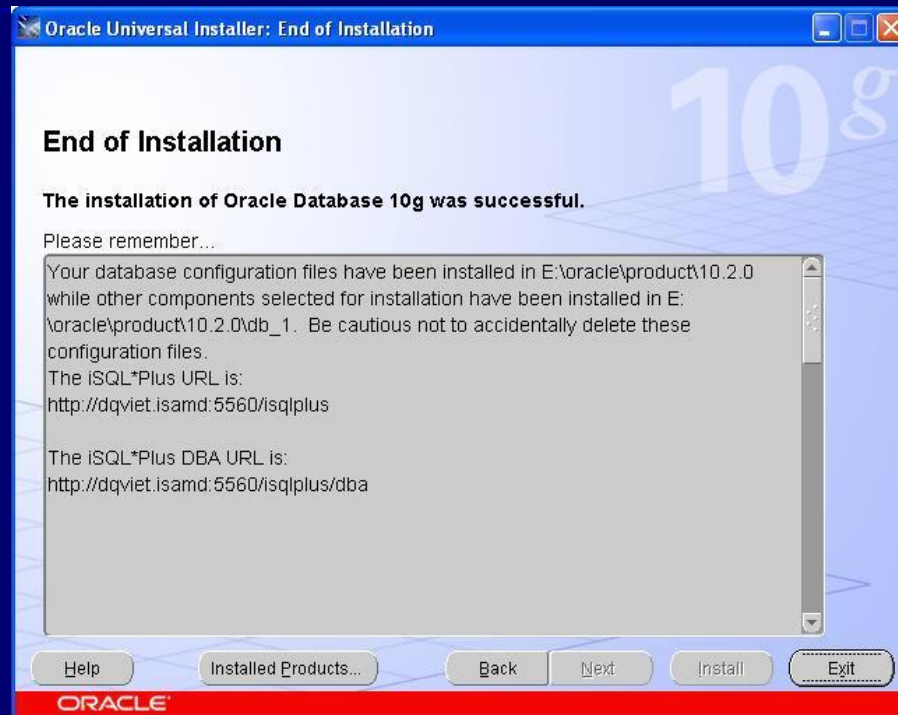 Oracle Universal Installer: End of Installation
10g
End of Installation
The installation of Oracle Database 10g was successful.
Please remember...
Your database configuration files have been installed in E:\oracle\product\10.2.0
while other components selected for installation have been installed in E:
\oracle\product\10.2.0\db_1. Be cautious not to accidentally delete these
configuration files.
The iSQL*Plus URL is:
http://dqviet.isamd:5560/isqlplus
The iSQL*Plus DBA URL is:
http://dqviet.isamd:5560/isqlplus/dba
Help Installed Products... Back Next Install Exit
ORACLE